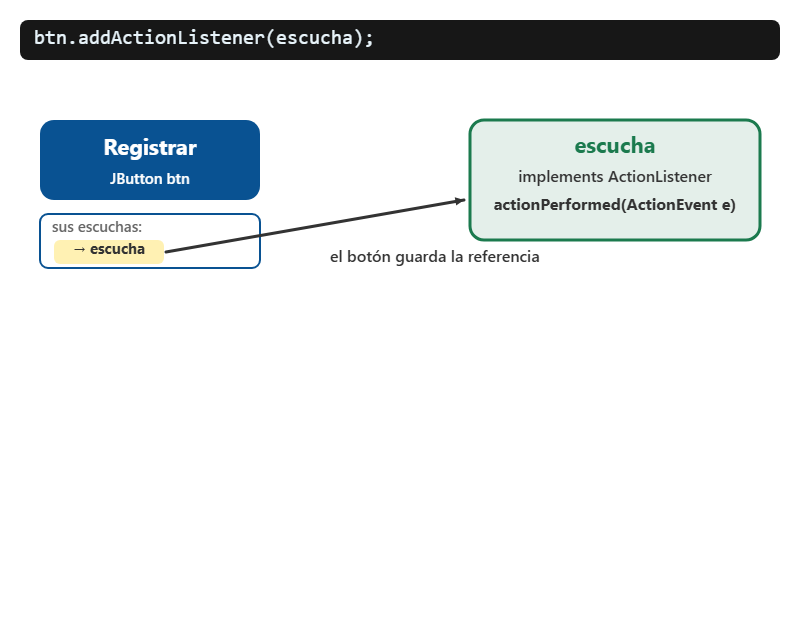 btn.addActionListener(escucha);
Registrar
JButton btn
sus escuchas:
→ escucha
escucha
implements ActionListener
actionPerformed(ActionEvent e)
el botón guarda la referencia